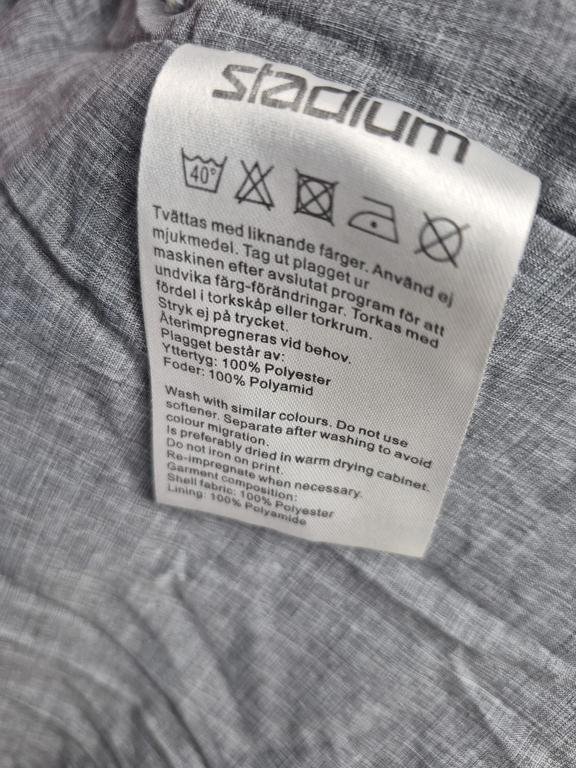 stadium
40°
Tvättas med liknande färger. Använd ej
mjukmedel. Tag ut plagget ur
maskinen efter avslutat program för att
undvika färg-förändringar. Torkas med
fördel i torkskåp eller torkrum.
Stryk ej på trycket.
Återimpregneras vid behov.
Plagget består av:
Yttertyg: 100% Polyester
Foder: 100% Polyamid
Wash with similar colours. Do not use
softener. Separate after washing to avoid
colour migration.
Is preferably dried in warm drying cabinet.
Do not iron on print.
Re-impregnate when necessary.
Garment composition:
Shell fabric: 100% Polyester
Lining: 100% Polyamide